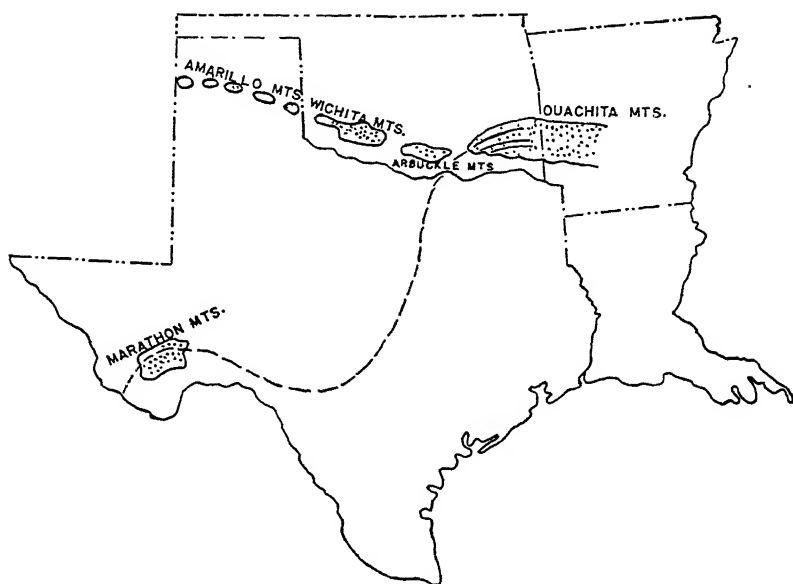 AMARILLO MTS.
WICHITA MTS.
OUACHITA MTS.
ARBUCKLE MTS
MARATHON MTS.